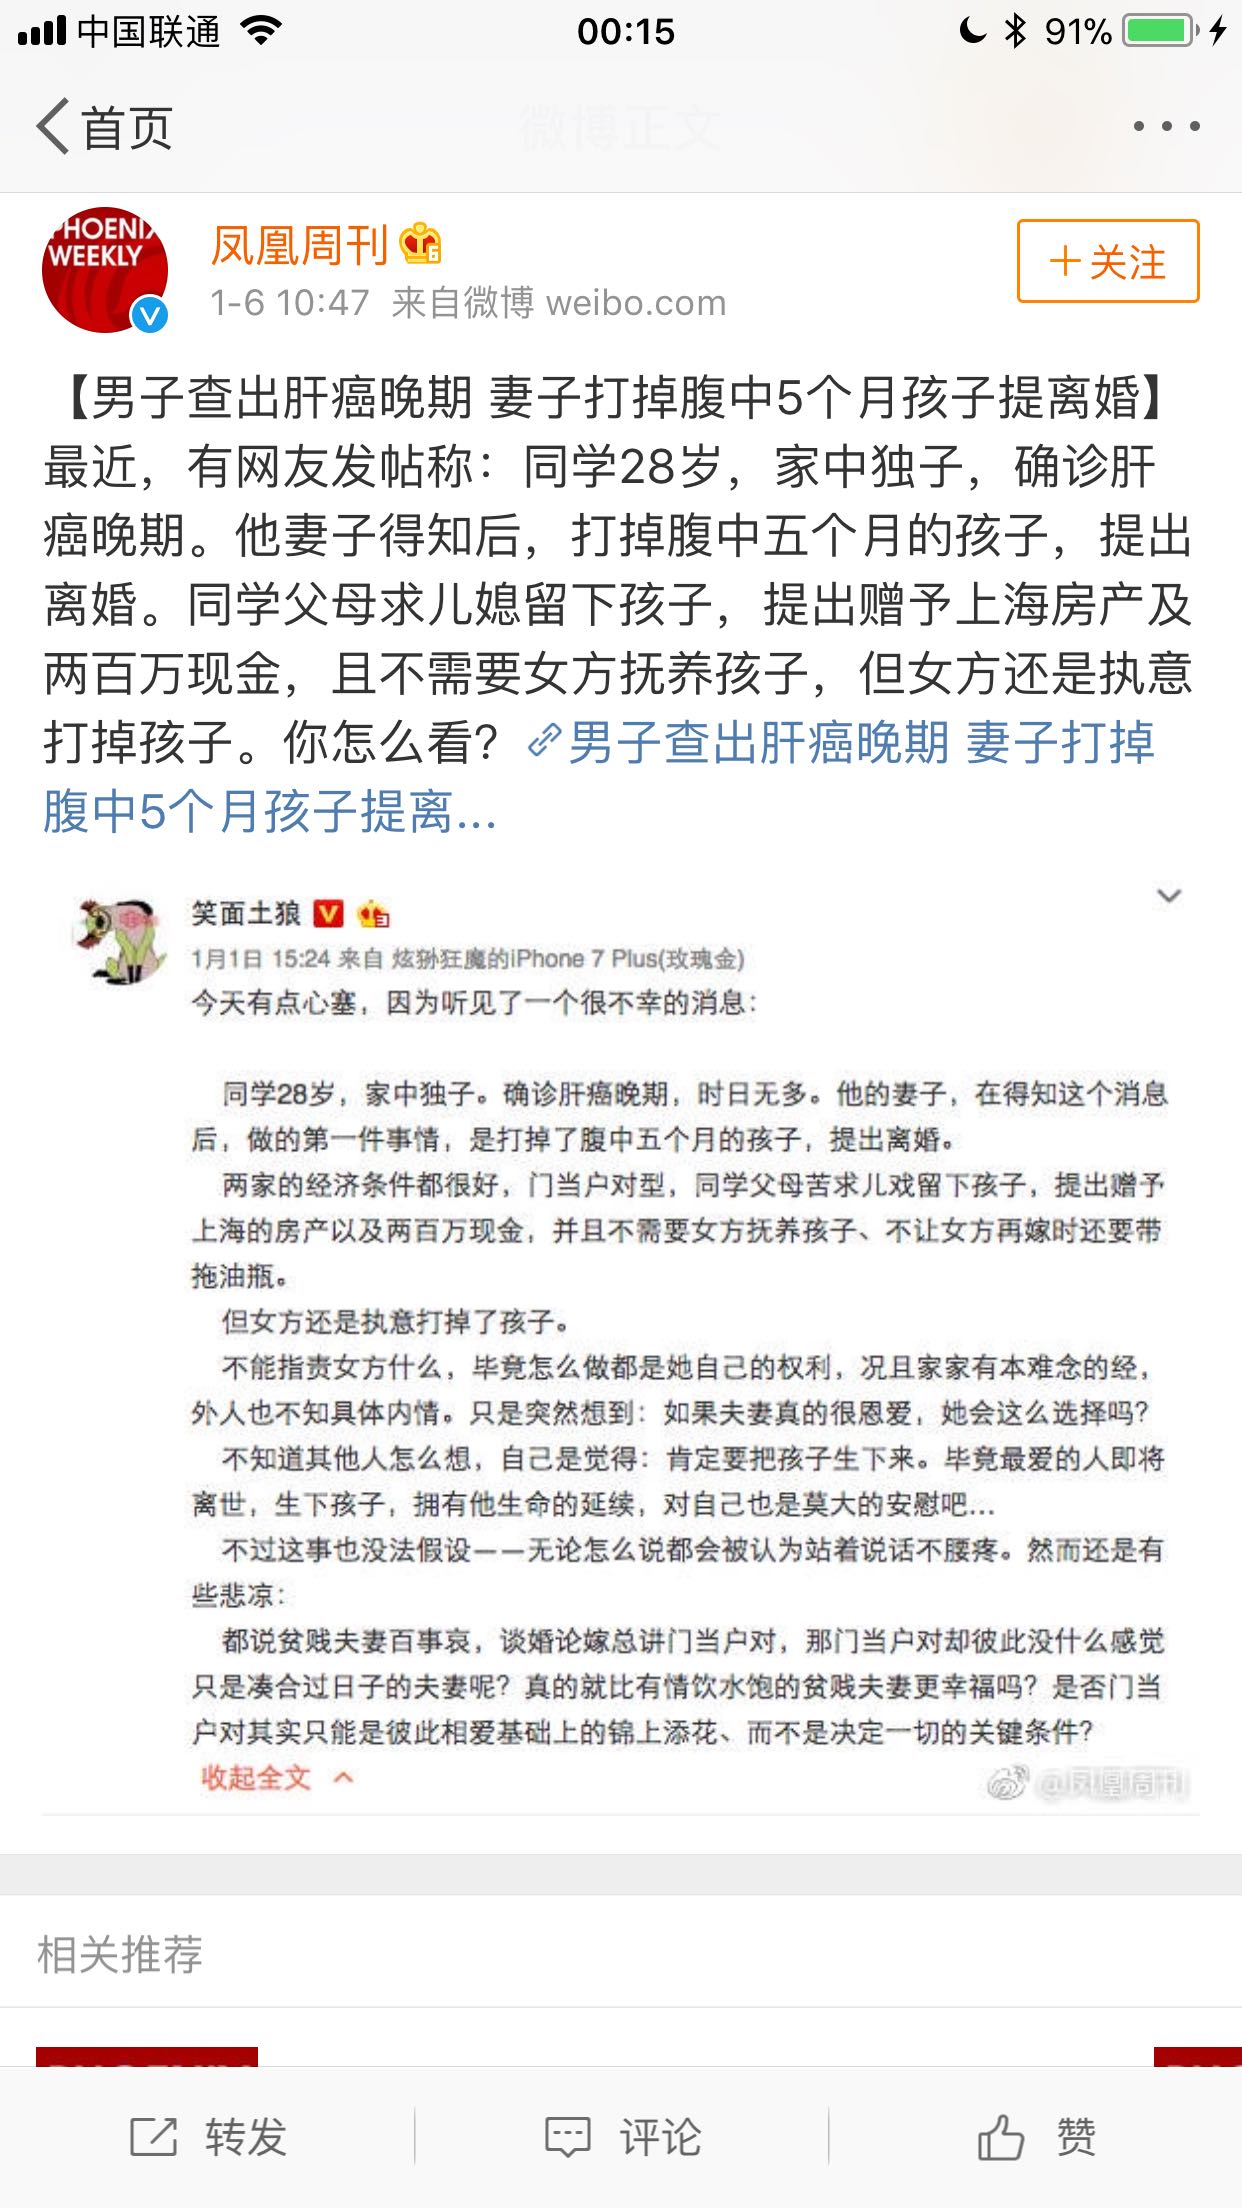 中国联通
00:15
91%
首页
微博正文
PHOENIX
WEEKLY
凤凰周刊
+关注
1-6 10:47 来自微博 weibo.com
【男子查出肝癌晚期 妻子打掉腹中5个月孩子提离婚】
最近，有网友发帖称：同学28岁，家中独子，确诊肝
癌晚期。他妻子得知后，打掉腹中五个月的孩子，提出
离婚。同学父母求儿媳留下孩子，提出赠予上海房产及
两百万现金，且不需要女方抚养孩子，但女方还是执意
打掉孩子。你怎么看？男子查出肝癌晚期 妻子打掉
腹中5个月孩子提离...
笑面土狼
1月1日 15:24 来自 炫狲狂魔的iPhone 7 Plus(玫瑰金)
今天有点心塞，因为听见了一个很不幸的消息：
同学28岁，家中独子。确诊肝癌晚期，时日无多。他的妻子，在得知这个消息
后，做的第一件事情，是打掉了腹中五个月的孩子，提出离婚。
两家的经济条件都很好，门当户对型，同学父母苦求儿戏留下孩子，提出赠予
上海的房产以及两百万现金，并且不需要女方抚养孩子、不让女方再嫁时还要带
拖油瓶。
但女方还是执意打掉了孩子。
不能指责女方什么，毕竟怎么做都是她自己的权利，况且家家有本难念的经，
外人也不知具体内情。只是突然想到：如果夫妻真的很恩爱，她会这么选择吗？
不知道其他人怎么想，自己是觉得：肯定要把孩子生下来。毕竟最爱的人即将
离世，生下孩子，拥有他生命的延续，对自己也是莫大的安慰吧...
不过这事也没法假设——无论怎么说都会被认为站着说话不腰疼。然而还是有
些悲凉：
都说贫贱夫妻百事哀，谈婚论嫁总讲门当户对，那门当户对却彼此没什么感觉
只是凑合过日子的夫妻呢？真的就比有情饮水饱的贫贱夫妻更幸福吗？是否门当
户对其实只能是彼此相爱基础上的锦上添花、而不是决定一切的关键条件？
收起全文
@凤凰周刊
相关推荐
转发
评论
赞